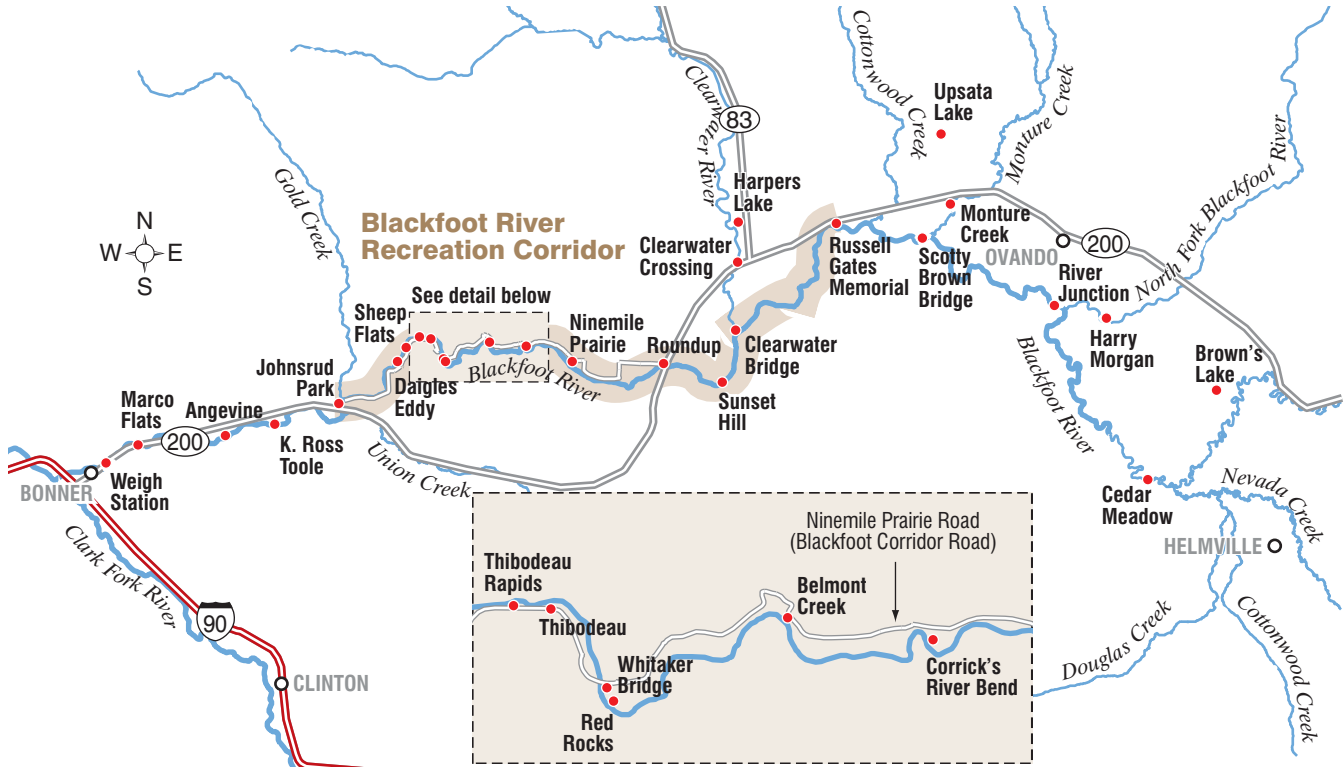 Cottonwood Creek
Upsata
Lake
Monture Creek
North Fork Blackfoot River
Clearwater River
83
Harpers
Lake
Gold Creek
N
W
E
S
Blackfoot River
Recreation Corridor
Clearwater
Crossing
Russell
Gates
Memorial
Scotty
Brown
Bridge
Monture
Creek
OVANDO
200
River
Junction
Harry
Morgan
See detail below
Sheep
Flats
Ninemile
Prairie
Roundup
Clearwater
Bridge
Blackfoot River
Brown's
Lake
Johnsrud
Park
Daigles
Eddy
Blackfoot River
Sunset
Hill
Marco
Flats
Angevine
200
K. Ross
Toole
Union Creek
BONNER
Weigh
Station
Cedar
Meadow
Nevada Creek
HELMVILLE
Clark Fork River
90
CLINTON
Ninemile Prairie Road
(Blackfoot Corridor Road)
Thibodeau
Rapids
Thibodeau
Belmont
Creek
Whitaker
Bridge
Red
Rocks
Corrick's
River Bend
Douglas Creek
Cottonwood Creek